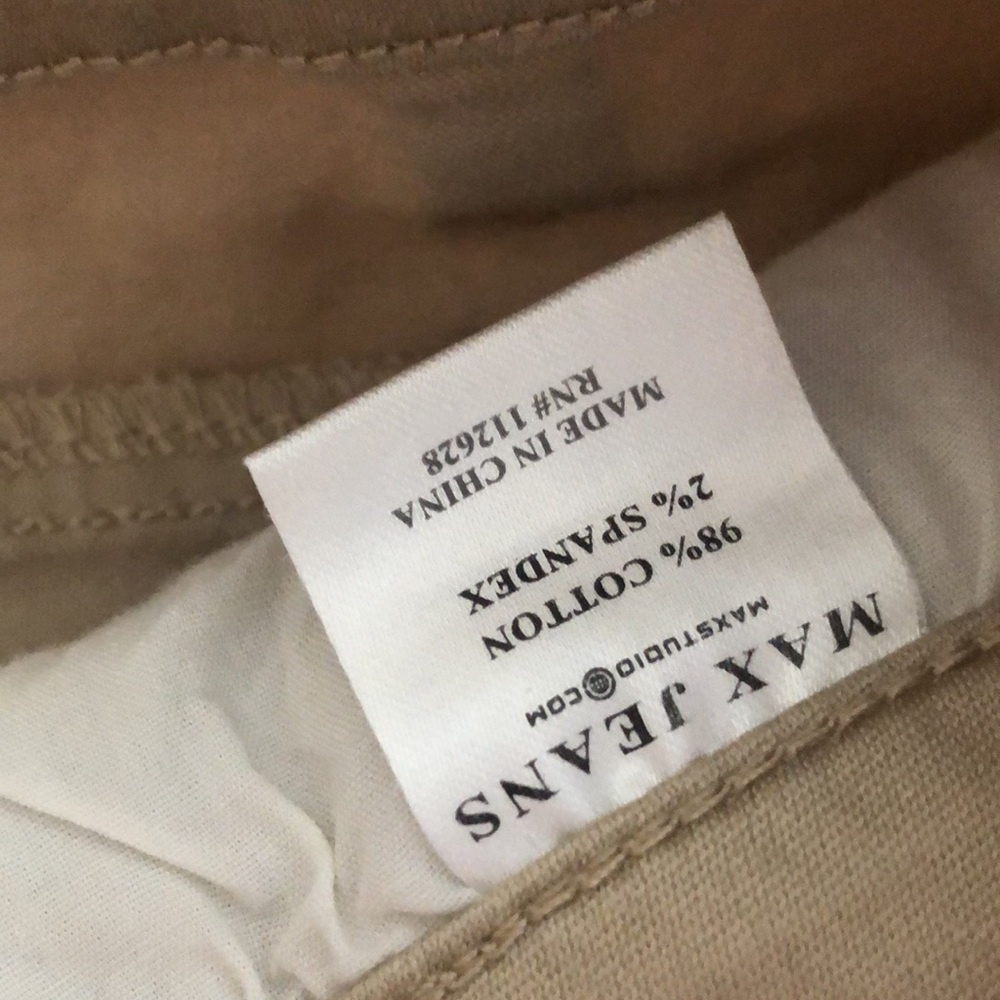 MAX JEANS
MAXSTUDIO COM
98% COTTON
2% SPANDEX
MADE IN CHINA
RN# 112628